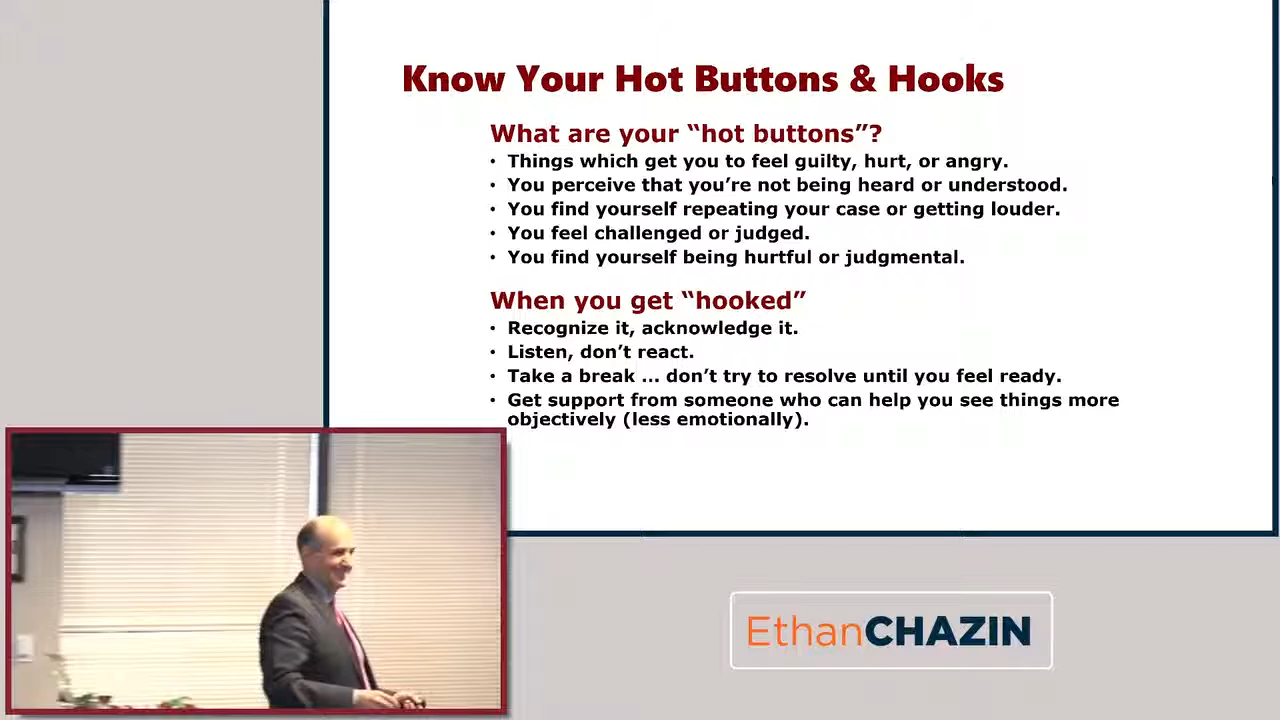 Know Your Hot Buttons & Hooks
What are your “hot buttons”?
• Things which get you to feel guilty, hurt, or angry.
• You perceive that you’re not being heard or understood.
• You find yourself repeating your case or getting louder.
• You feel challenged or judged.
• You find yourself being hurtful or judgmental.
When you get “hooked”
• Recognize it, acknowledge it.
• Listen, don’t react.
• Take a break ... don’t try to resolve until you feel ready.
• Get support from someone who can help you see things more
objectively (less emotionally).
EthanCHAZIN